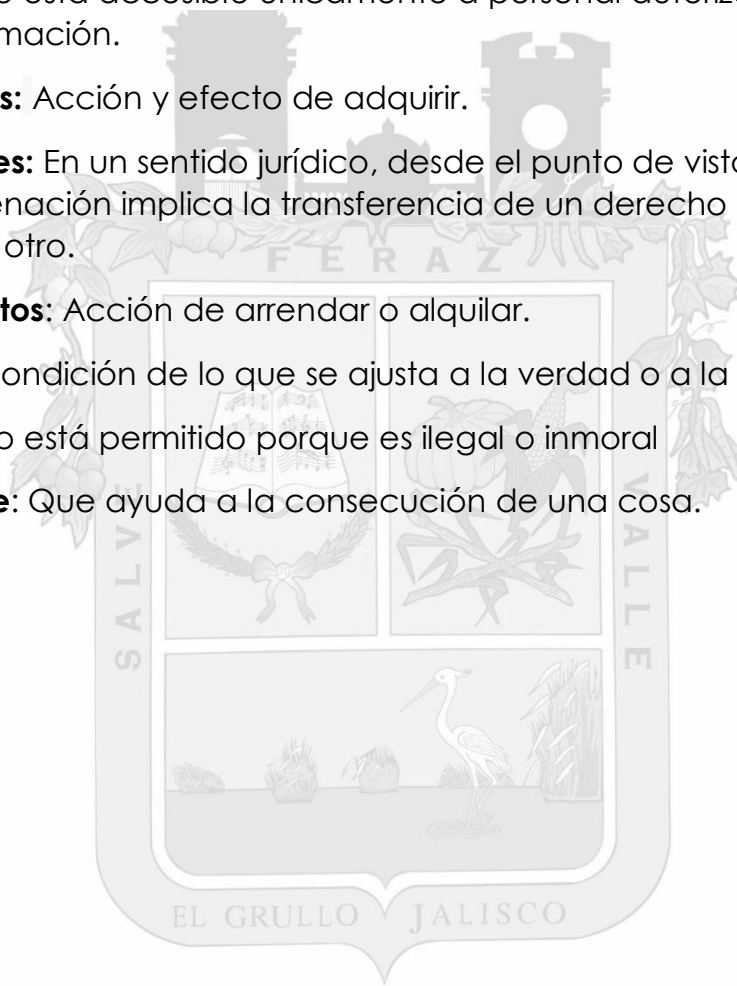 mación.
s: Acción y efecto de adquirir.
es: En un sentido jurídico, desde el punto de vist
enación implica la transferencia de un derecho
otro.
tos: Acción de arrendar o alquilar.
ondición de lo que se ajusta a la verdad o a la
o está permitido porque es ilegal o inmoral
e: Que ayuda a la consecución de una cosa.
FERAZ
SALVE
VALLE
EL GRULLO JALISCO